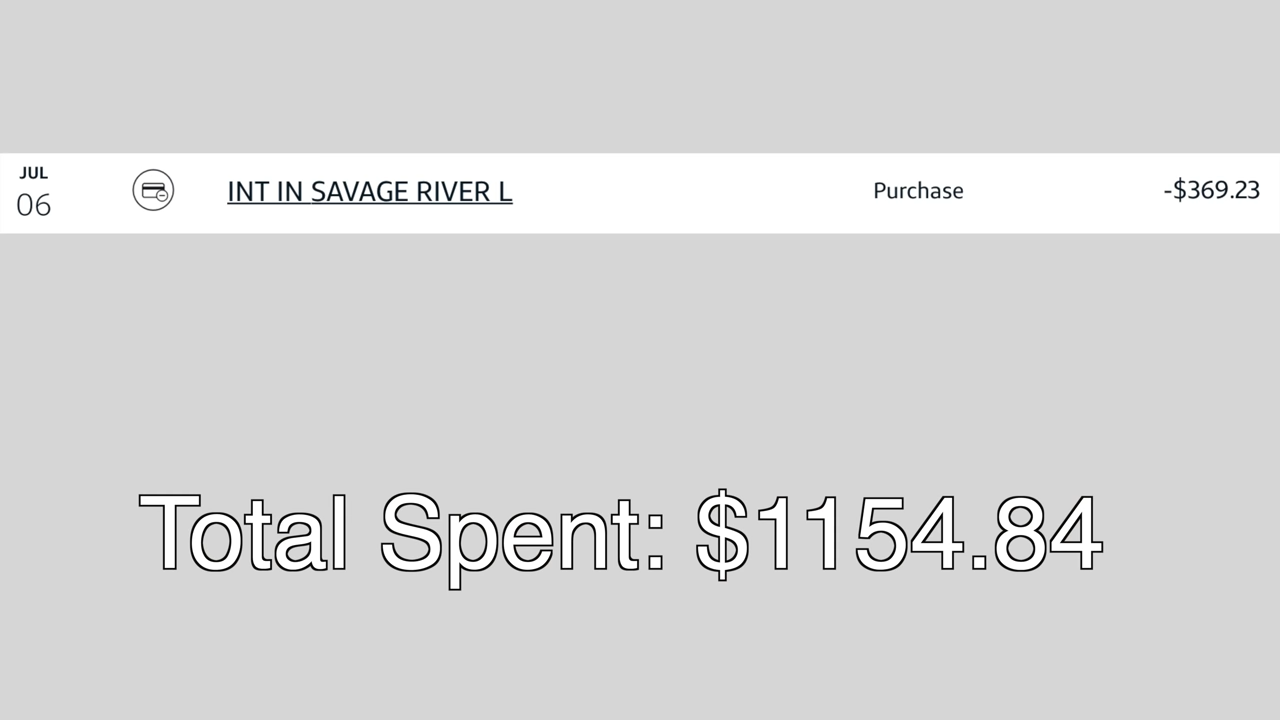 JUL
06
INT IN SAVAGE RIVER L
Purchase
-$369.23
Total Spent: $1154.84